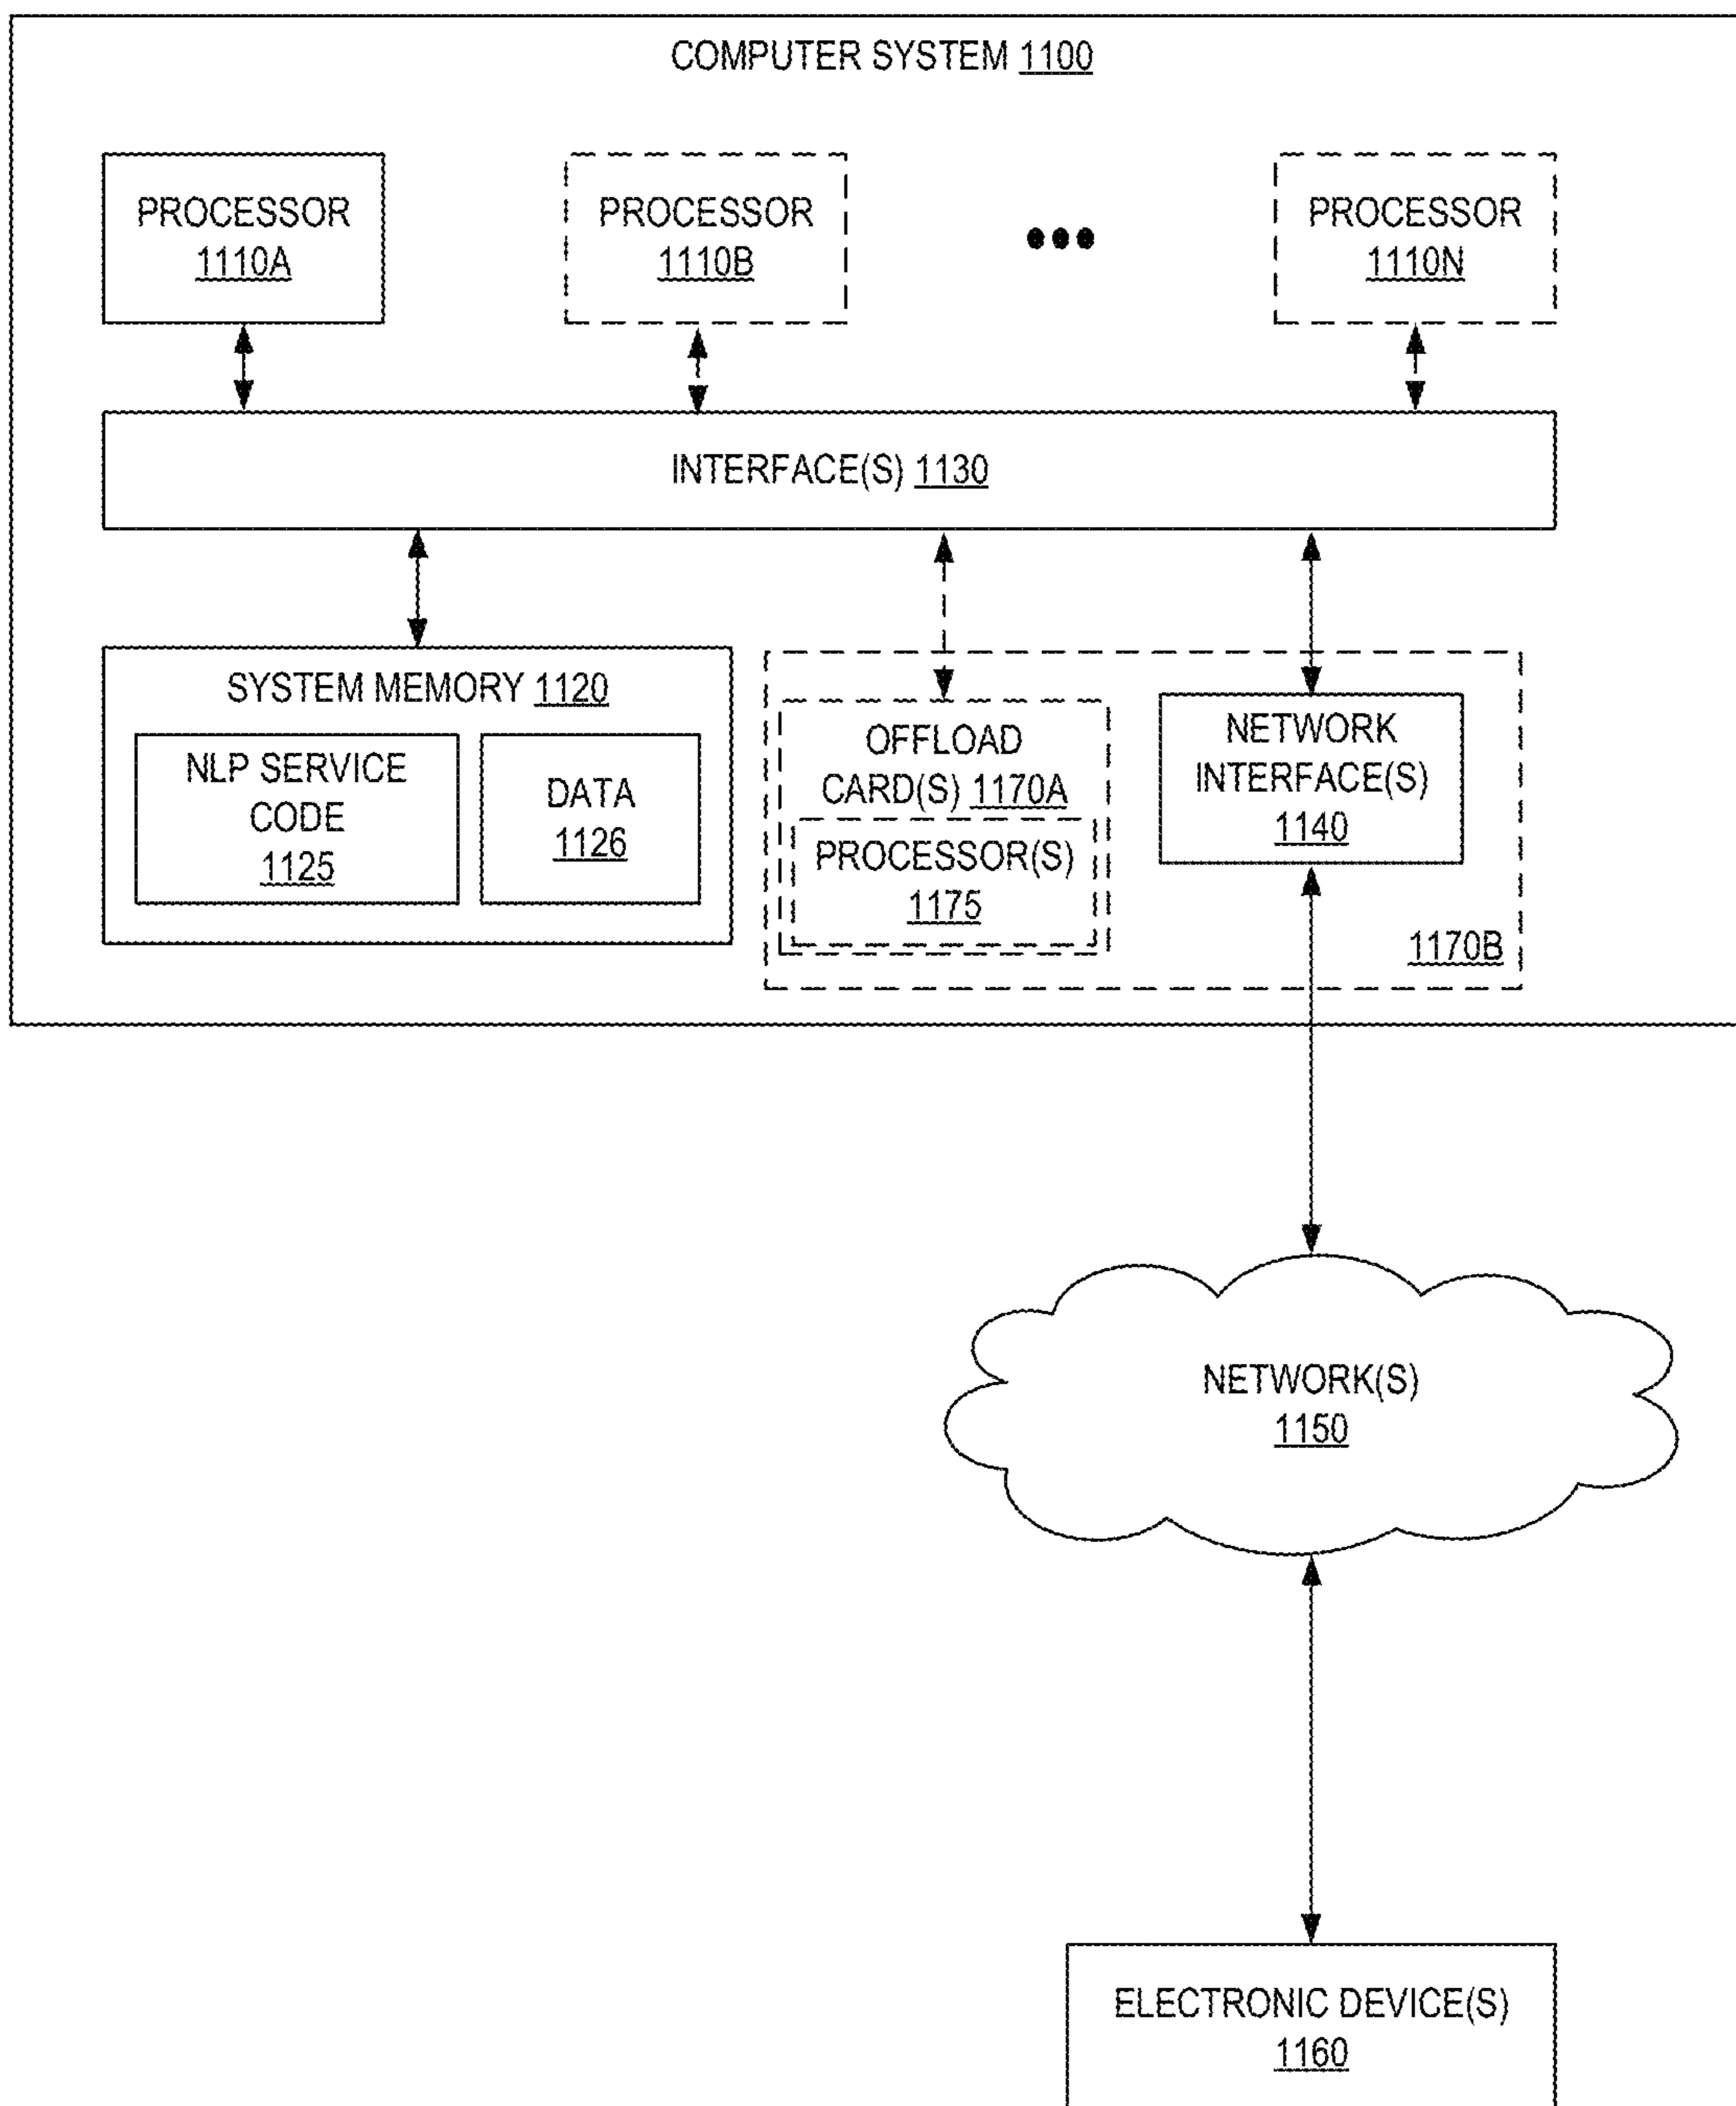 COMPUTER SYSTEM 1100
PROCESSOR
1110A
PROCESSOR
1110B
PROCESSOR
1110N
INTERFACE(S) 1130
SYSTEM MEMORY 1120
NLP SERVICE
CODE
1125
DATA
1126
OFFLOAD
CARD(S) 1170A
PROCESSOR(S)
1175
NETWORK
INTERFACE(S)
1140
1170B
NETWORK(S)
1150
ELECTRONIC DEVICE(S)
1160